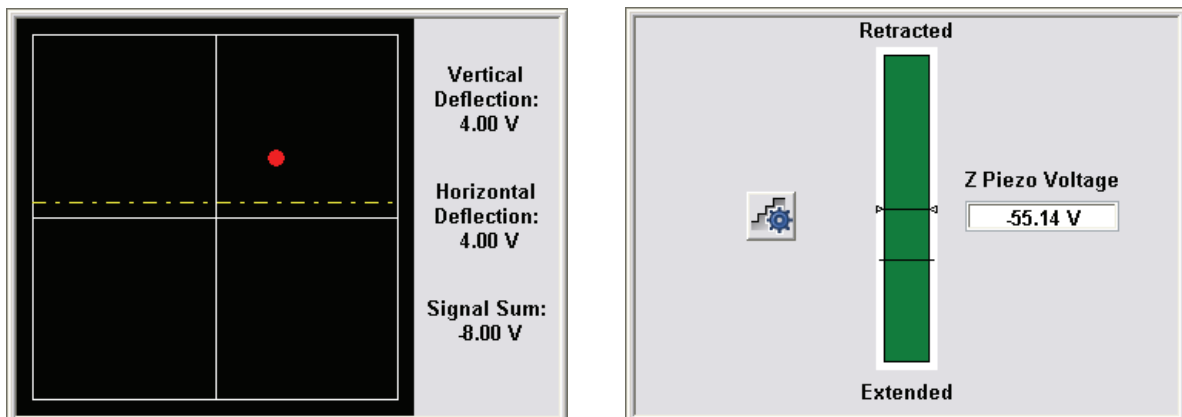 Vertical
Deflection:
4.00 V
Horizontal
Deflection:
4.00 V
Signal Sum:
-8.00 V
Retracted
Z Piezo Voltage
-55.14 V
Extended